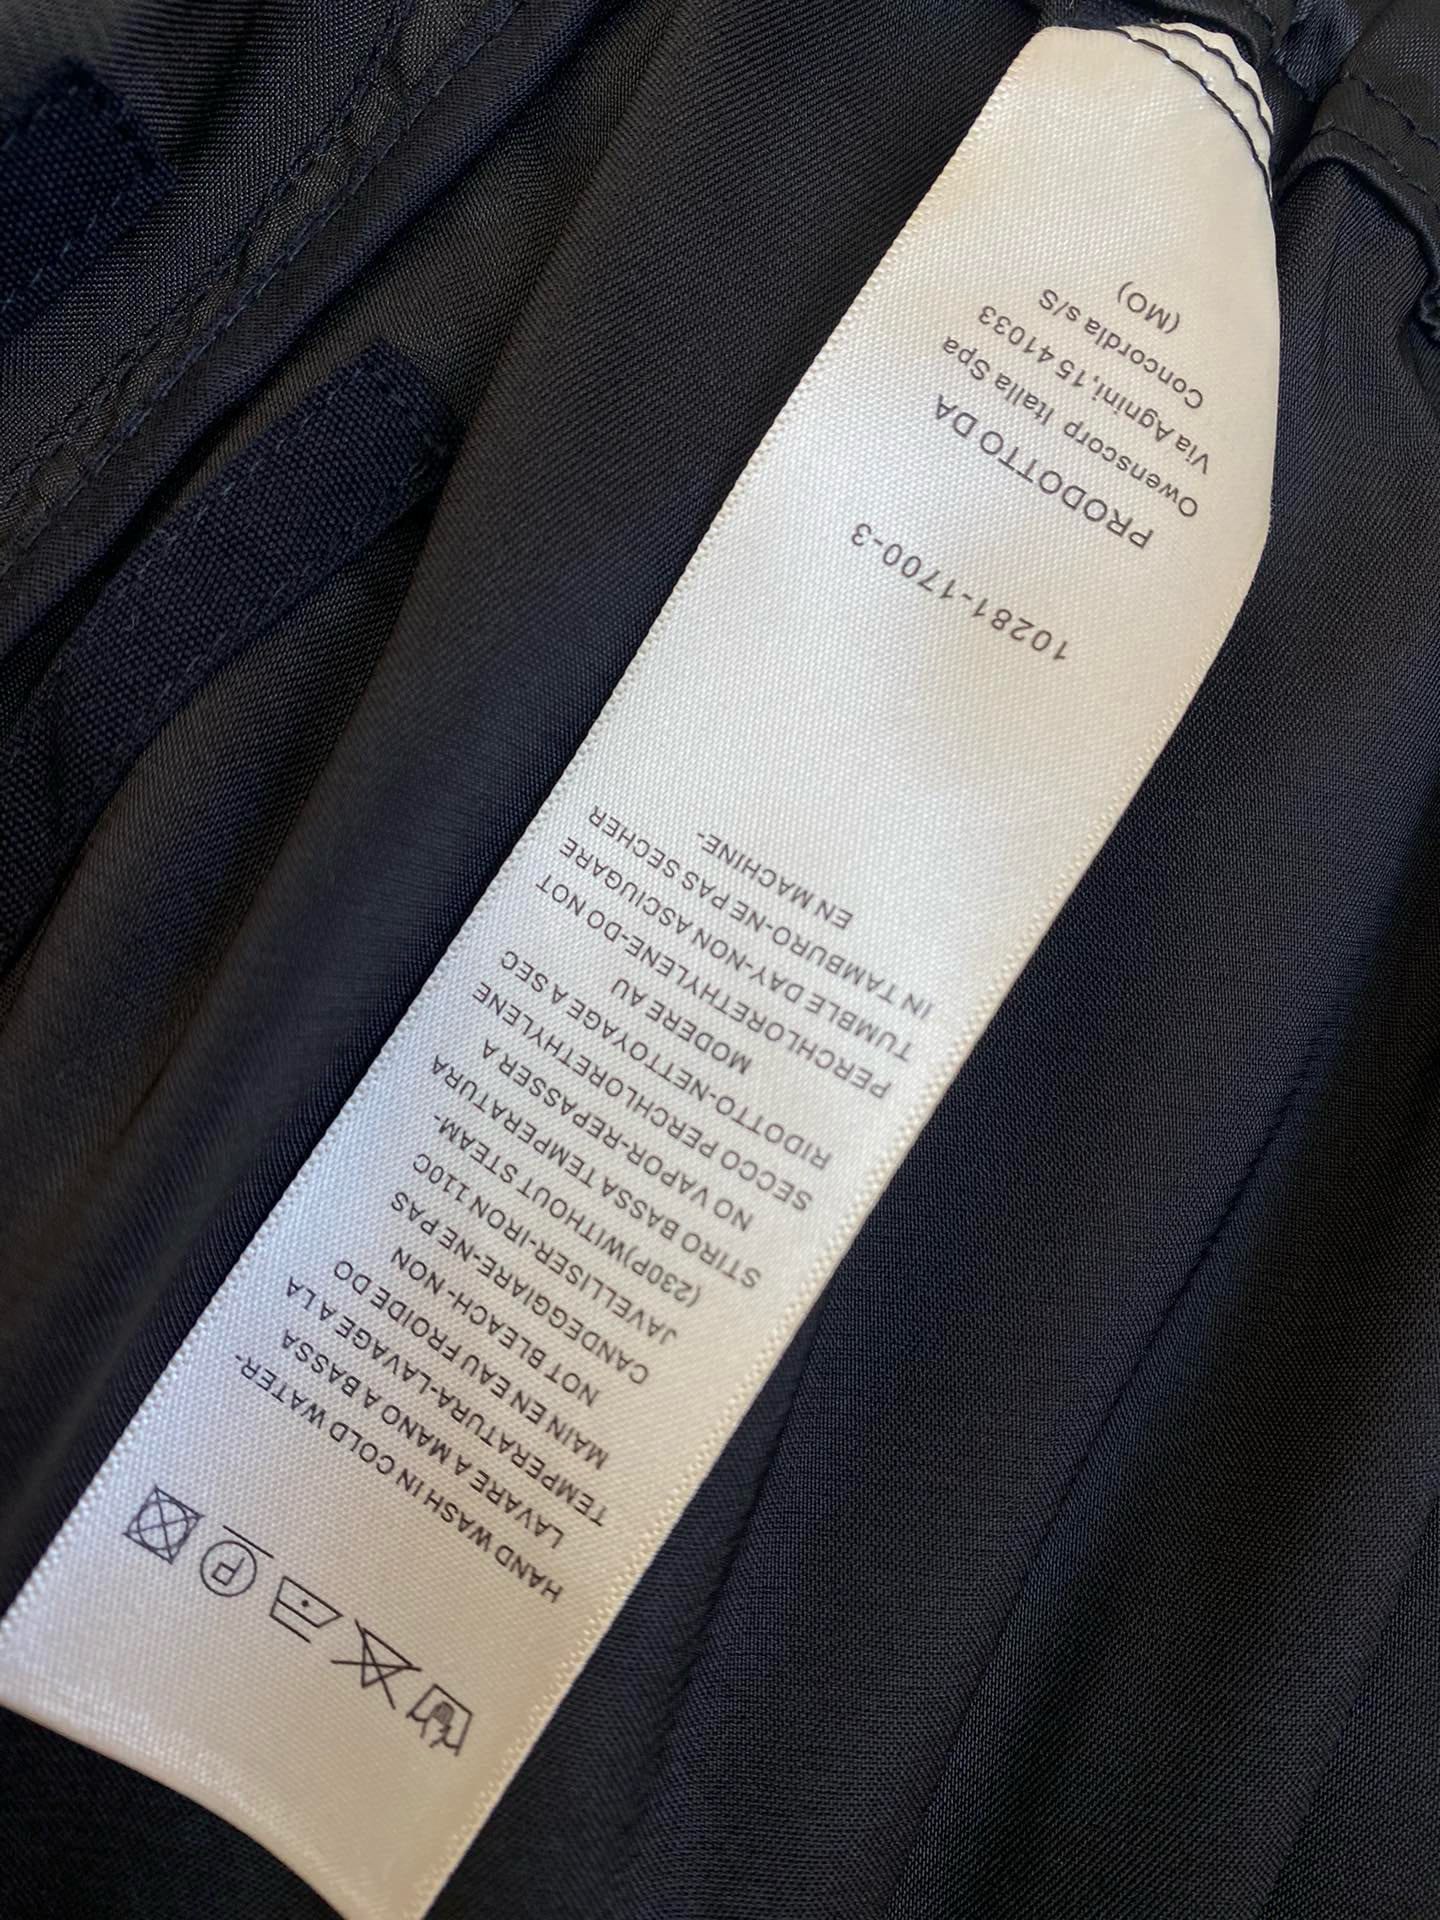 P
HAND WASH IN COLD WATER-
LAVARE A MANO A BASSA
TEMPERATURA-LAVAGE A LA
MAIN EN EAU FROIDE DO
NOT BLEACH-NON
CANDEGGIARE-NE PAS
JAVELLISER-IRON 110C
(230P)WITHOUT STEAM-
STIRO BASSA TEMPERATURA
NO VAPOR-REPASSER A
SECCO PERCHLORETHYLENE
RIDOTTO-NETTOYAGE A SEC
MODERE AU
PERCHLORETHYLENE-DO NOT
TUMBLE DAY-NON ASCIUGARE
IN TAMBURO-NE PAS SECHER
EN MACHINE-
10281-1700-3
PRODOTTO DA
Owenscorp Italia Spa
Via Agnini, 15 41033
Concordia s/S
(MO)